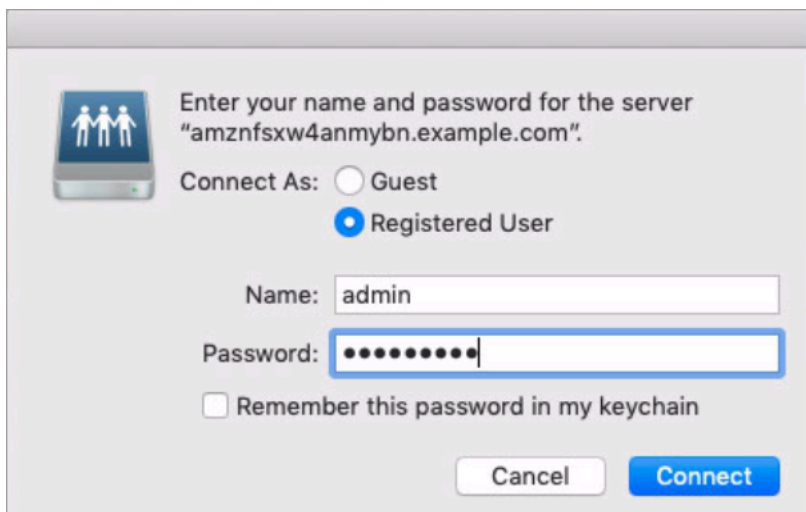 Enter your name and password for the server
“amznfsxw4anmybn.example.com”.
Connect As: Guest
Registered User
Name: admin
Password: •••••••••
Remember this password in my keychain
Cancel Connect